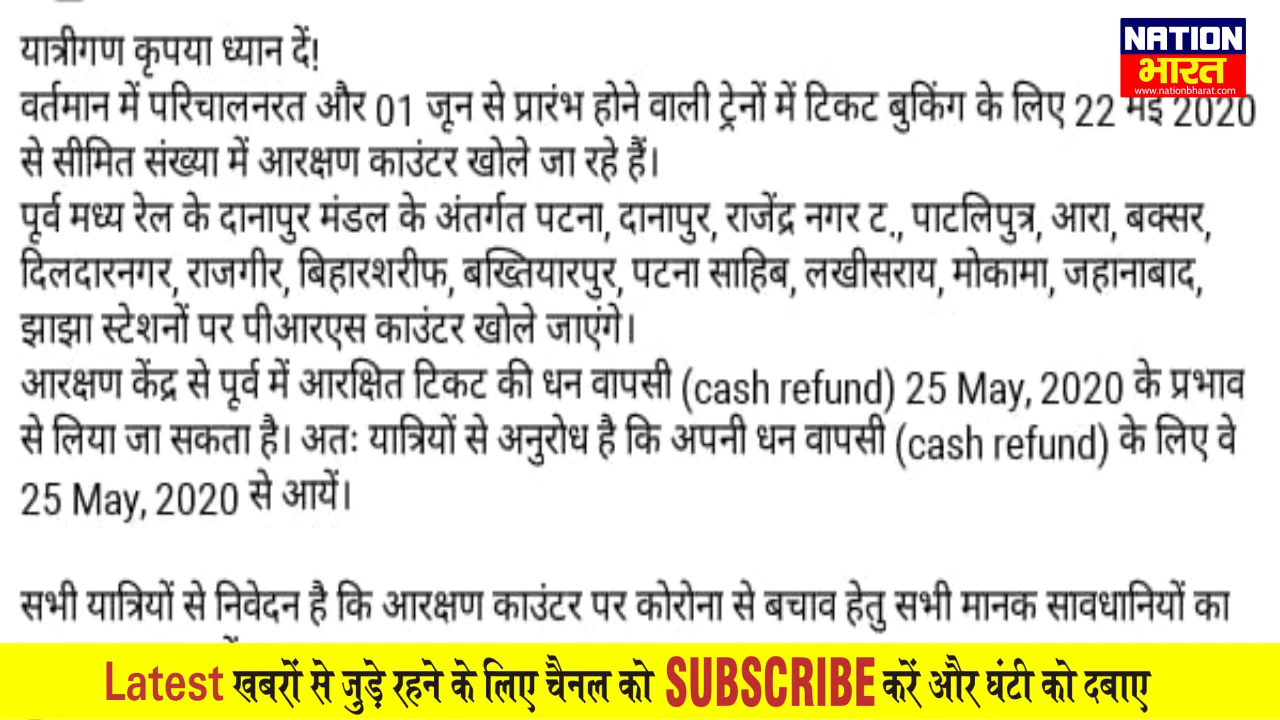 यात्रीगण कृपया ध्यान दें!
NATION
भारत
www.nationbharat.com
वर्तमान में परिचालनरत और 01 जून से प्रारंभ होने वाली ट्रेनों में टिकट बुकिंग के लिए 22 मई 2020
से सीमित संख्या में आरक्षण काउंटर खोले जा रहे हैं।
पूर्व मध्य रेल के दानापुर मंडल के अंतर्गत पटना, दानापुर, राजेंद्र नगर ट., पाटलिपुत्र, आरा, बक्सर,
दिलदारनगर, राजगीर, बिहारशरीफ, बख्तियारपुर, पटना साहिब, लखीसराय, मोकामा, जहानाबाद,
झाझा स्टेशनों पर पीआरएस काउंटर खोले जाएंगे।
आरक्षण केंद्र से पूर्व में आरक्षित टिकट की धन वापसी (cash refund) 25 May, 2020 के प्रभाव
से लिया जा सकता है। अतः यात्रियों से अनुरोध है कि अपनी धन वापसी (cash refund) के लिए वे
25 May, 2020 से आयें।
सभी यात्रियों से निवेदन है कि आरक्षण काउंटर पर कोरोना से बचाव हेतु सभी मानक सावधानियों का
Latest खबरों से जुड़े रहने के लिए चैनल को SUBSCRIBE करें और घंटी को दबाए